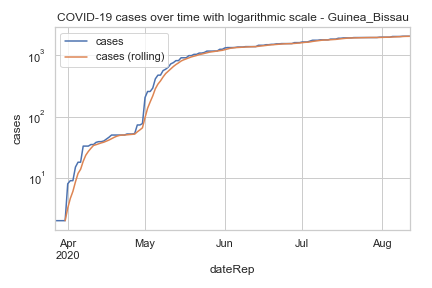 COVID-19 cases over time with logarithmic scale - Guinea_Bissau
cases
cases (rolling)
cases
10³
10²
10¹
Apr
2020
May
Jun
Jul
Aug
dateRep